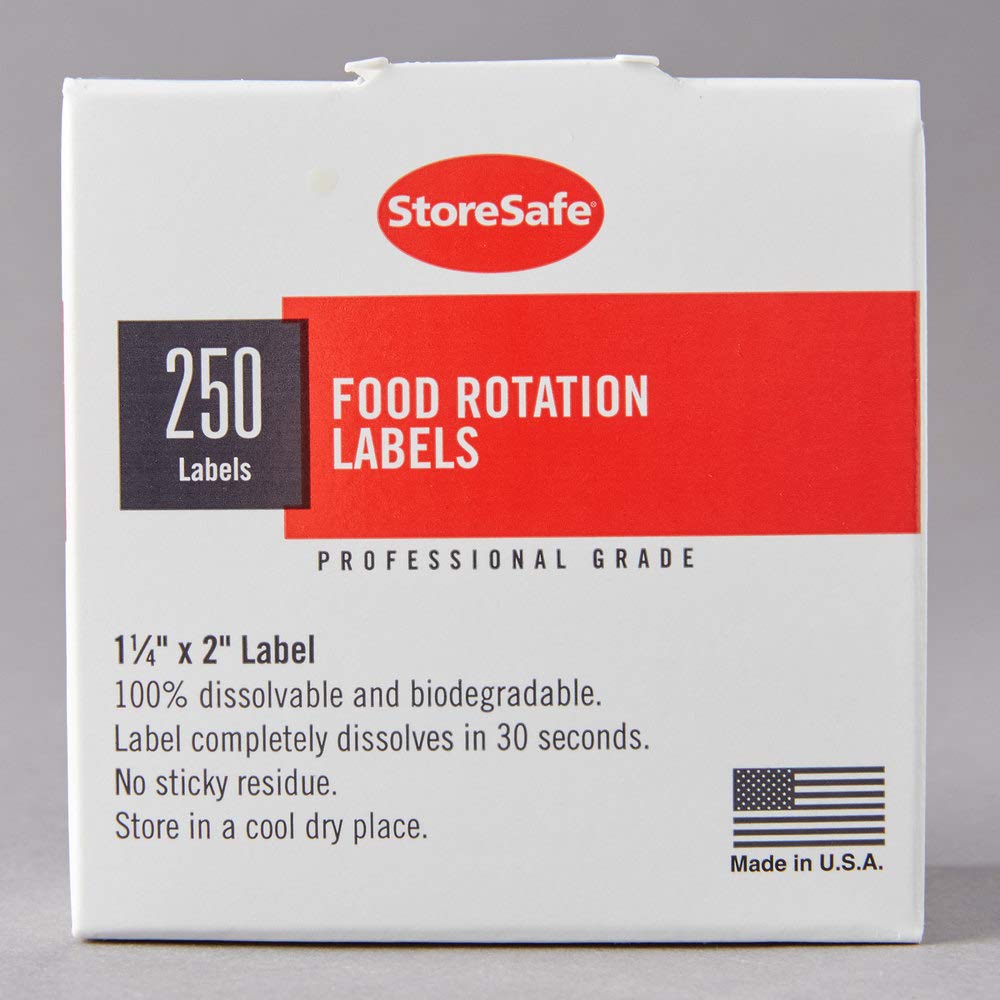 StoreSafe®
250
Labels
FOOD ROTATION
LABELS
PROFESSIONAL GRADE
1¼" x 2" Label
100% dissolvable and biodegradable.
Label completely dissolves in 30 seconds.
No sticky residue.
Store in a cool dry place.
Made in U.S.A.